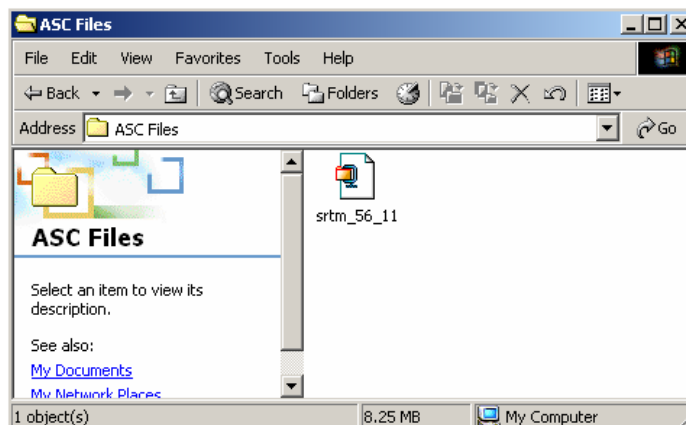 ASC Files
File Edit View Favorites Tools Help
Back Search Folders
Address ASC Files Go
ASC Files
Select an item to view its
description.
See also:
My Documents
My Network Places
srtm_56_11
1 object(s) 8.25 MB My Computer